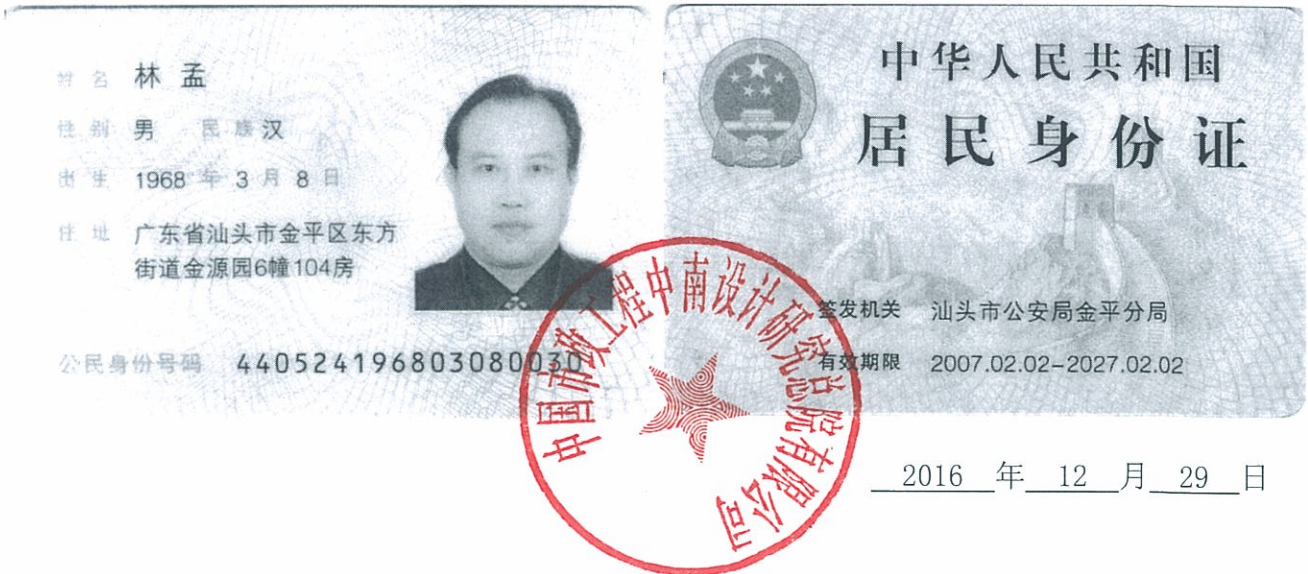 姓名 林孟
性别 男 民族 汉
出生 1968 年 3 月 8 日
住址 广东省汕头市金平区东方
街道金源园6幢104房
公民身份号码 440524196803080030
中华人民共和国
居民身份证
签发机关 汕头市公安局金平分局
有效期限 2007.02.02-2027.02.02
中国市政工程中南设计研究总院有限公司
2016 年 12 月 29 日